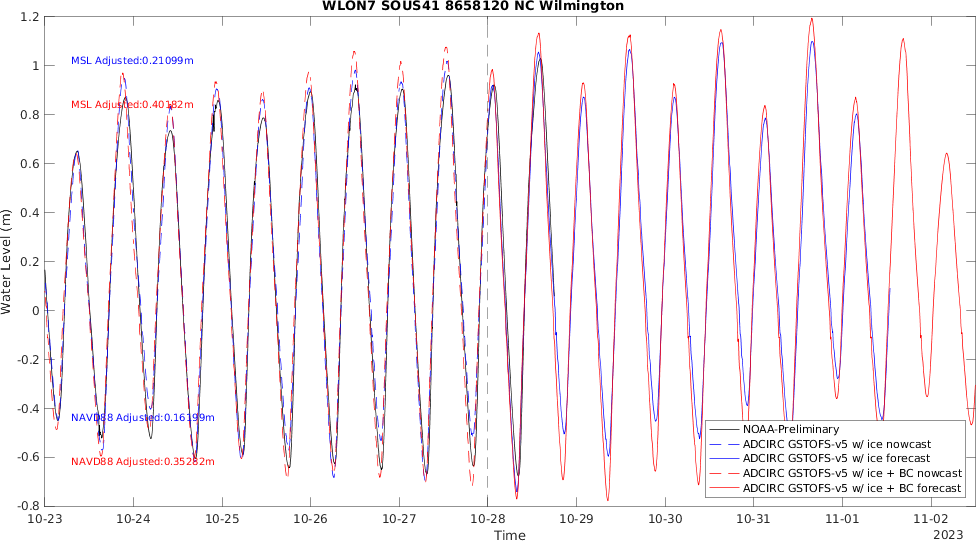 WLON7 SOUS41 8658120 NC Wilmington
1.2
1
0.8
0.6
0.4
0.2
0
-0.2
-0.4
-0.6
-0.8
Water Level (m)
MSL Adjusted:0.21099m
MSL Adjusted:0.40182m
NAVD88 Adjusted:0.16199m
NAVD88 Adjusted:0.35282m
NOAA-Preliminary
ADCIRC GSTOFS-v5 w/ ice nowcast
ADCIRC GSTOFS-v5 w/ ice forecast
ADCIRC GSTOFS-v5 w/ ice + BC nowcast
ADCIRC GSTOFS-v5 w/ ice + BC forecast
10-23 10-24 10-25 10-26 10-27 10-28 10-29 10-30 10-31 11-01 11-02
Time
2023